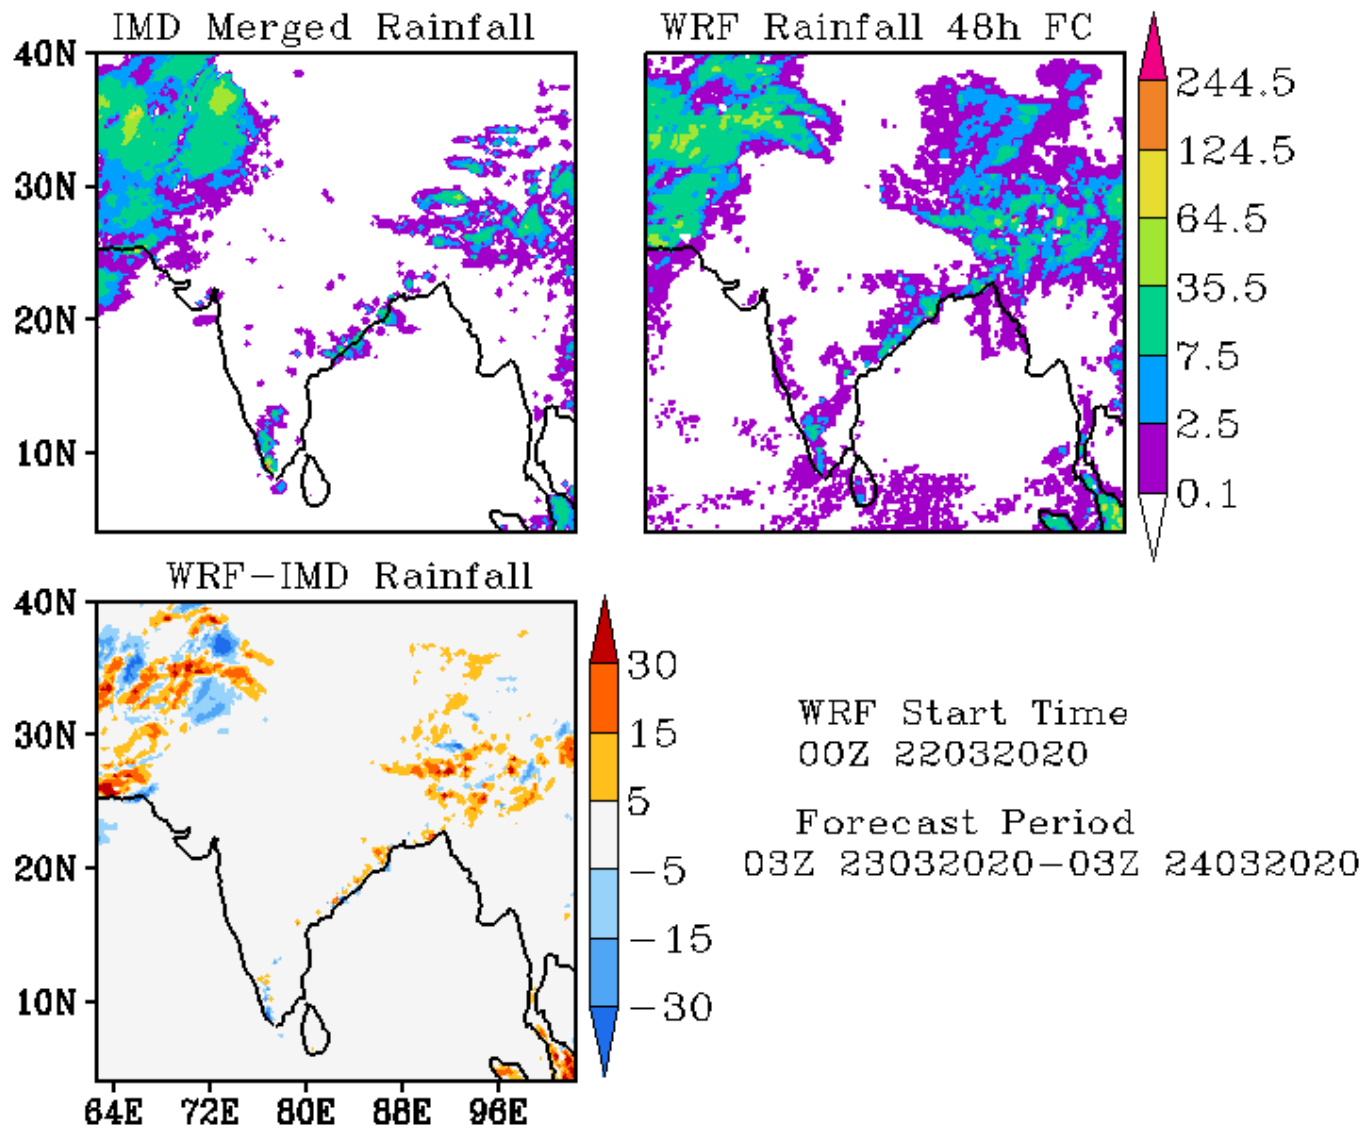 IMD Merged Rainfall
WRF Rainfall 48h FC
40N
30N
20N
10N
244.5
124.5
64.5
35.5
7.5
2.5
0.1
WRF-IMD Rainfall
40N
30N
20N
10N
64E 72E 80E 88E 96E
30
15
5
-5
-15
-30
WRF Start Time
00Z 22032020
Forecast Period
03Z 23032020-03Z 24032020